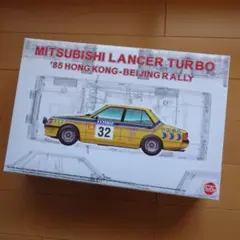 MITSUBISHI LANCER TURBO
'85 HONG KONG-BEIJING RALLY
32